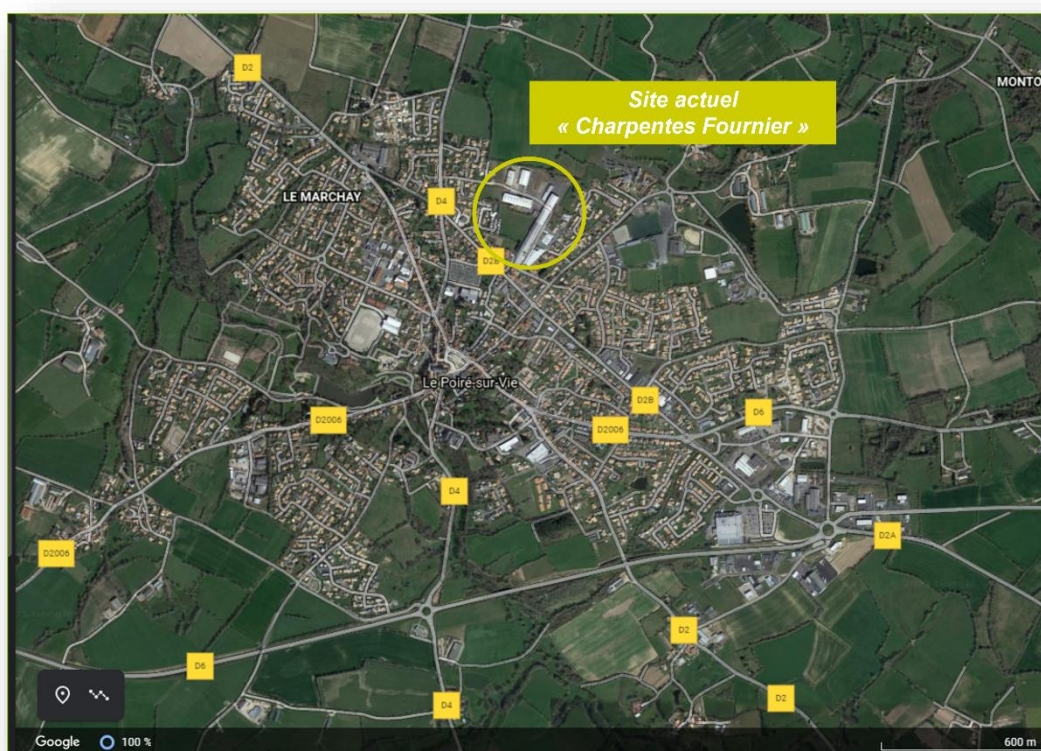 D2
Site actuel
« Charpentes Fournier »
MONTO
LE MARCHAY
D4
D2B
Le Poiré-sur-Vie
D2006
D2B
D2006
D6
D4
D2006
D2A
D2
D6
D4
D2
Google
100 %
600 m